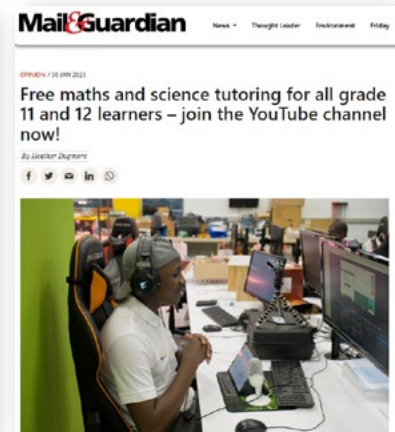 Mail&Guardian
News
Thought Leader
Environment
Friday
OPINION / 30 JAN 2023
Free maths and science tutoring for all grade
11 and 12 learners – join the YouTube channel
now!
By Heather Dugmore